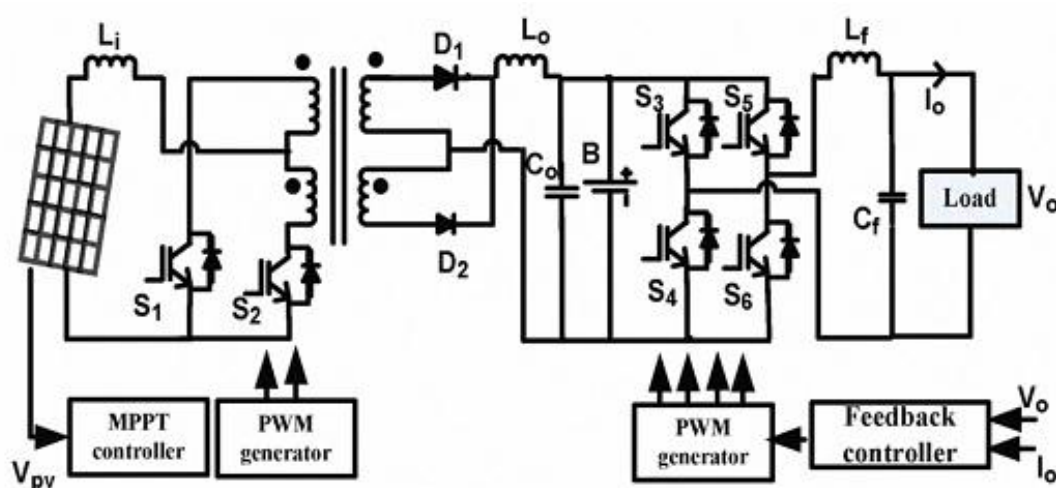 Li
D1
Lo
Lf
Io
S3
S5
B
+
Co
Cf
Load
Vo
D2
S1
S2
S4
S6
MPPT
controller
PWM
generator
PWM
generator
Feedback
controller
Vo
Io
Vpv